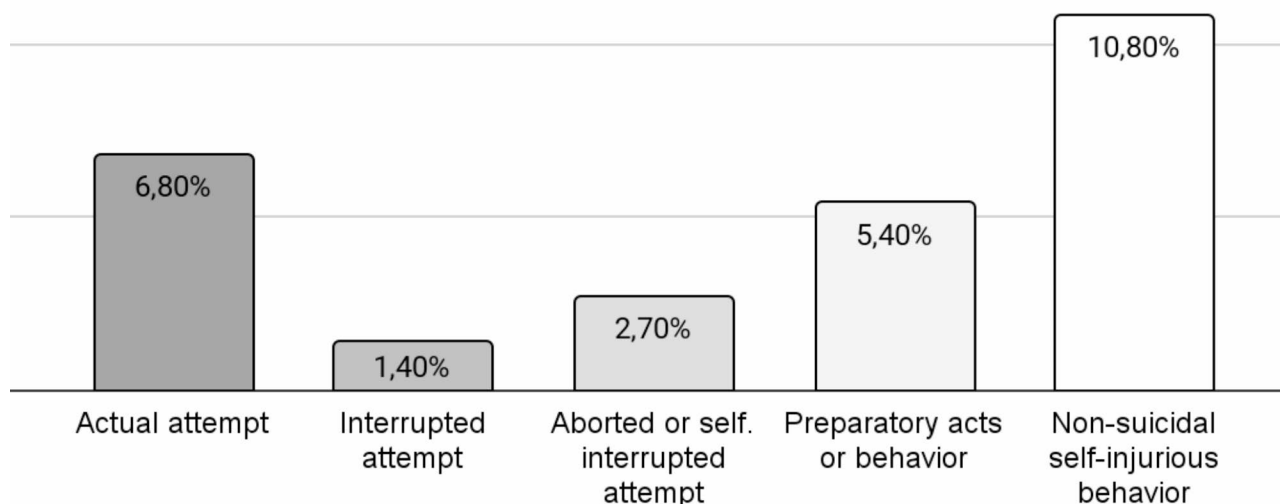 10,80%
6,80%
5,40%
2,70%
1,40%
Actual attempt
Interrupted
attempt
Aborted or self.
interrupted
attempt
Preparatory acts
or behavior
Non-suicidal
self-injurious
behavior